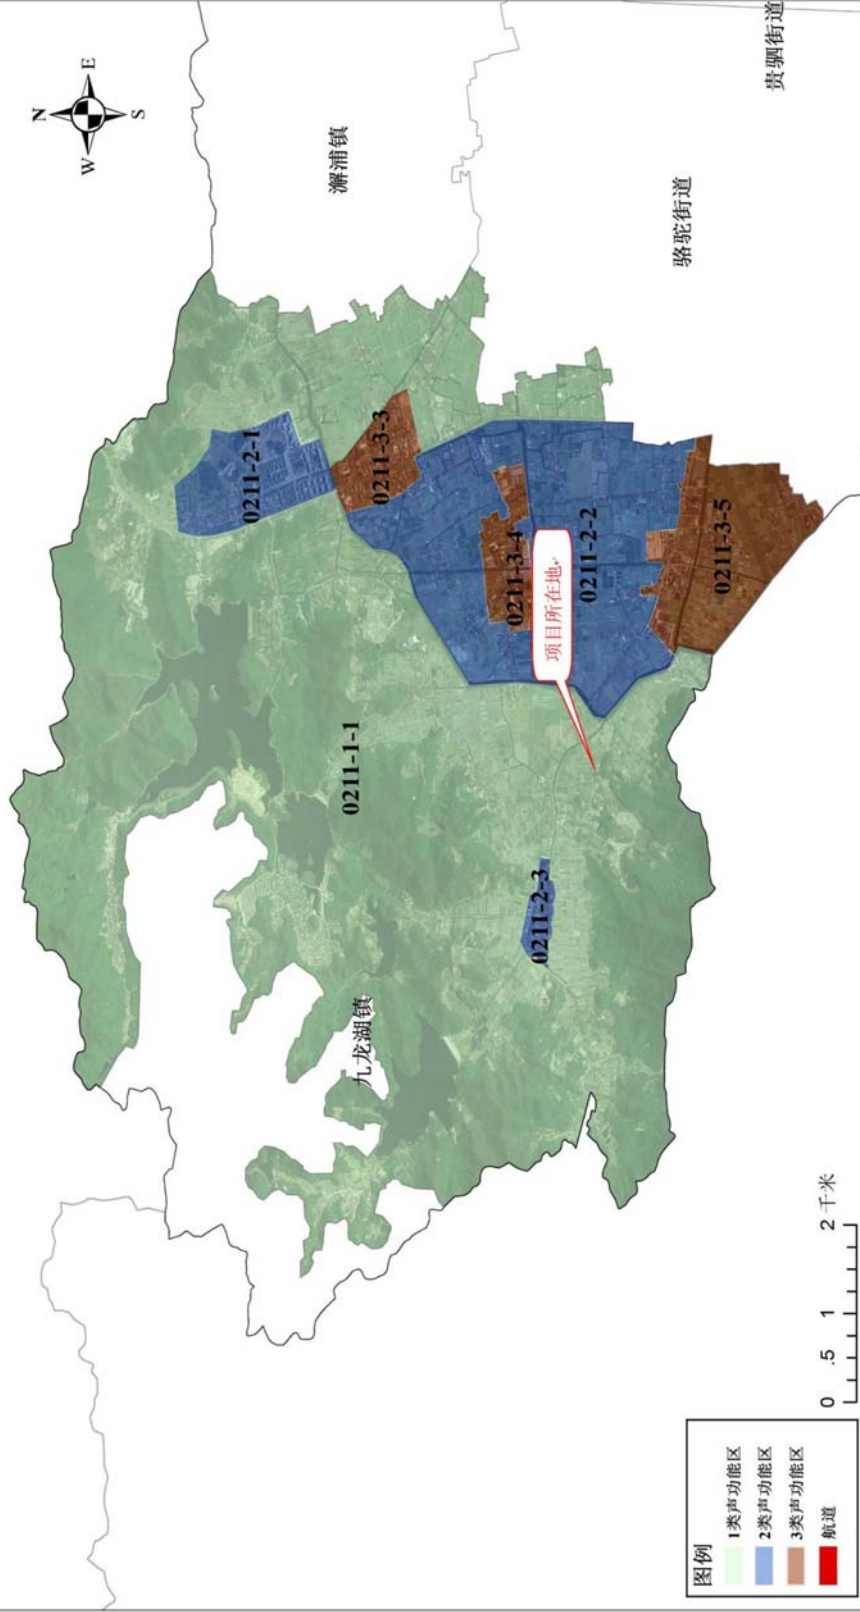 N
W
E
S
贵驷街道
澥浦镇
骆驼街道
0211-2-1
0211-3-3
0211-3-4
0211-2-2
0211-3-5
项目所在地
0211-1-1
0211-2-3
九龙湖镇
0 .5 1 2 千米
图例
1类声功能区
2类声功能区
3类声功能区
航道